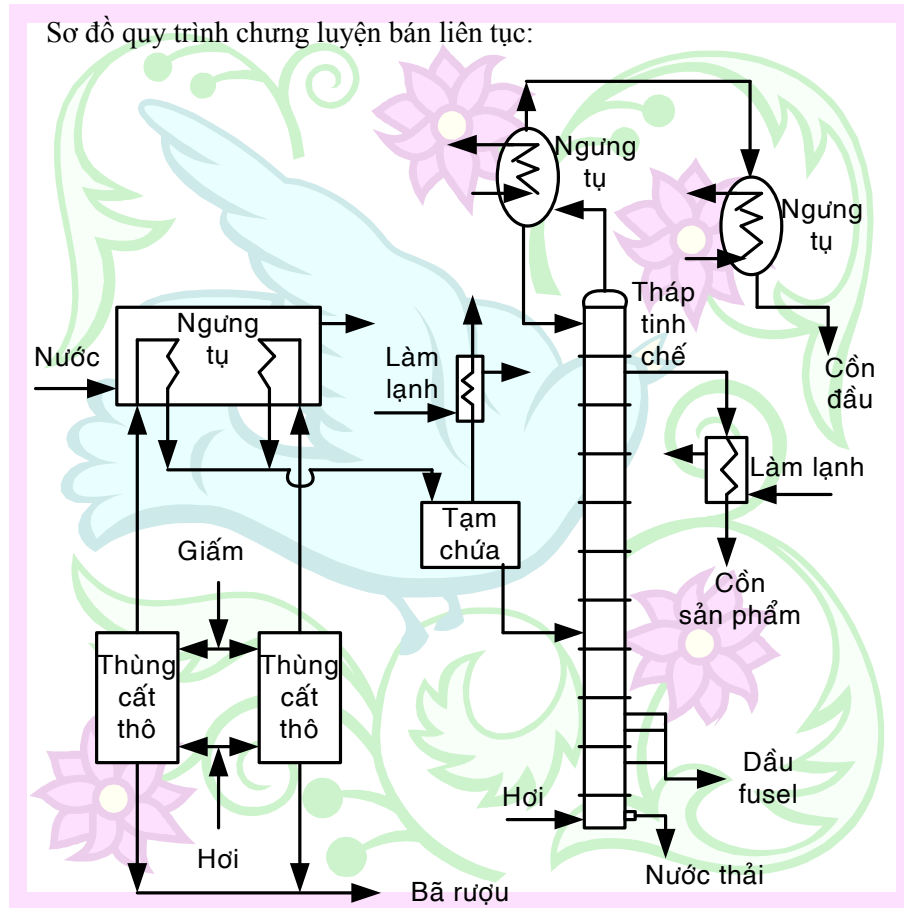 Sơ đồ quy trình chưng luyện bán liên tục:
Ngưng
tụ
Ngưng
tụ
Ngưng
tụ
Nước
Làm
lạnh
Tháp
tinh
chế
Cồn
đầu
Làm lạnh
Tạm
chứa
Giấm
Cồn
sản phẩm
Thùng
cất
thô
Thùng
cất
thô
Dầu
fusel
Hơi
Hơi
Nước thải
Bã rượu